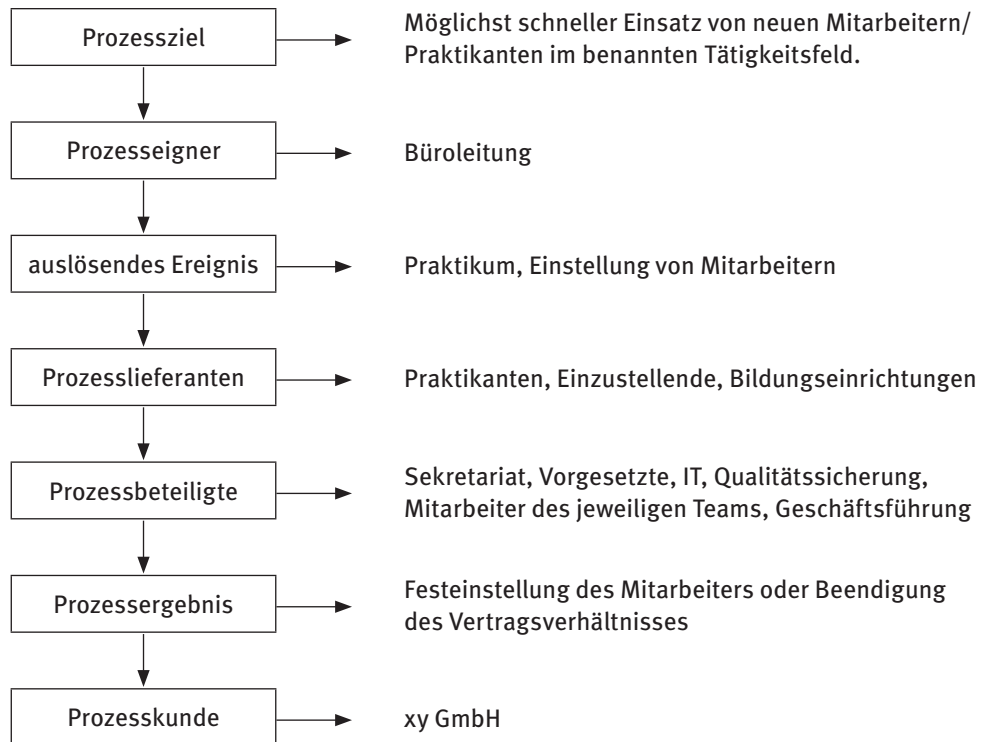 Prozessziel
Möglichst schneller Einsatz von neuen Mitarbeitern/
Praktikanten im benannten Tätigkeitsfeld.
Prozesseigner
Büroleitung
auslösendes Ereignis
Praktikum, Einstellung von Mitarbeitern
Prozesslieferanten
Praktikanten, Einzustellende, Bildungseinrichtungen
Prozessbeteiligte
Sekretariat, Vorgesetzte, IT, Qualitätssicherung,
Mitarbeiter des jeweiligen Teams, Geschäftsführung
Prozessergebnis
Festeinstellung des Mitarbeiters oder Beendigung
des Vertragsverhältnisses
Prozesskunde
xy GmbH